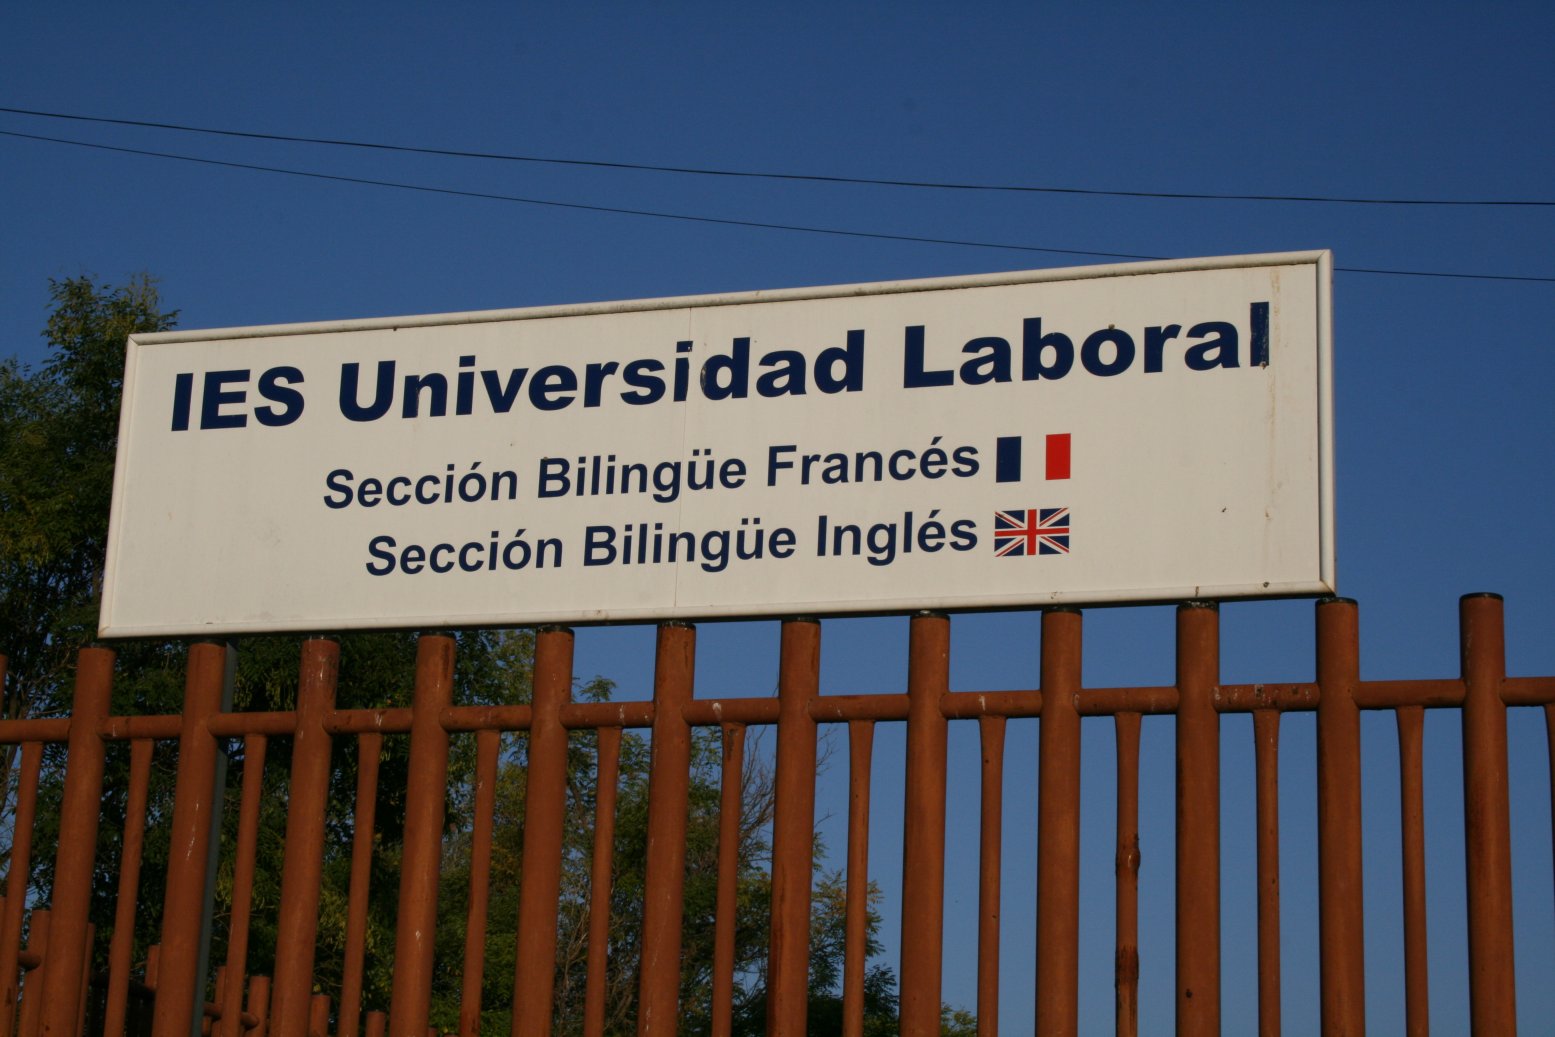 IES Universidad Laboral
Sección Bilingüe Francés
Sección Bilingüe Inglés